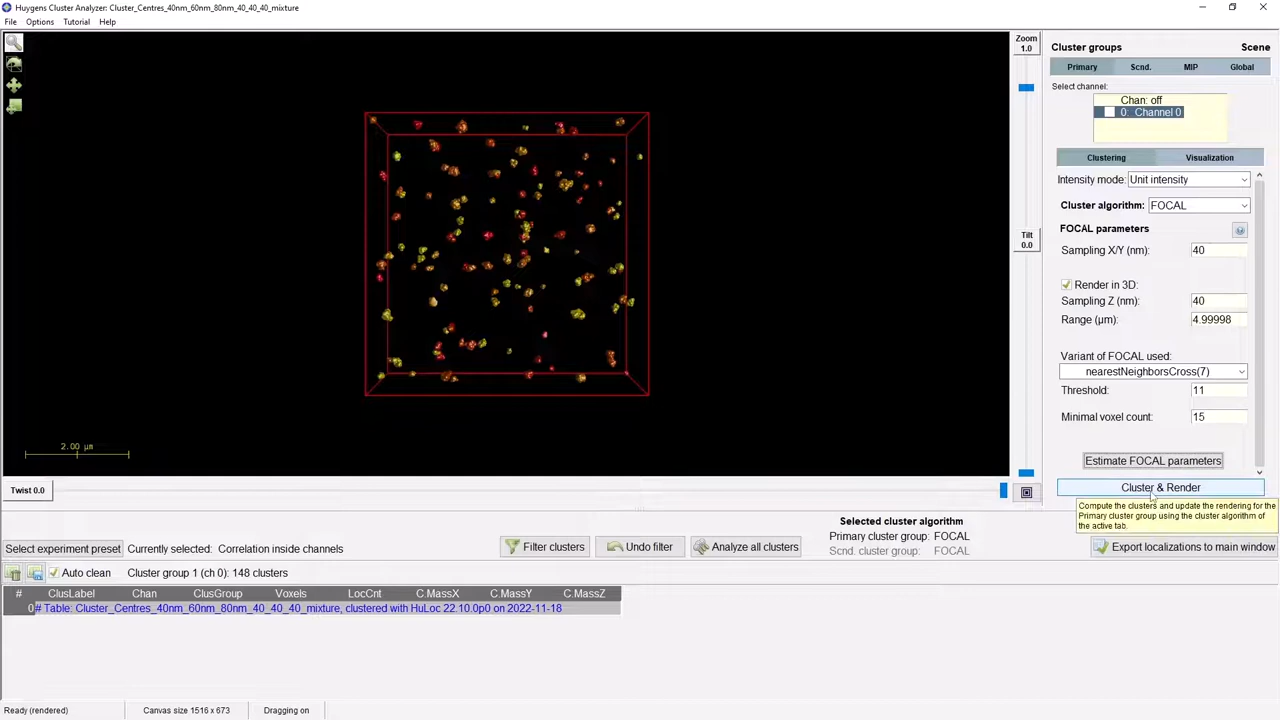 Huygens Cluster Analyzer: Cluster_Centres_40nm_60nm_80nm_40_40_40_mixture
File Options Tutorial Help
Zoom
1.0
Cluster groups Scene
Primary Scnd. MIP Global
Select channel:
Chan: off
0: Channel 0
Clustering Visualization
Intensity mode: Unit intensity
Cluster algorithm: FOCAL
FOCAL parameters
Tilt
0.0
Sampling X/Y (nm): 40
Render in 3D:
Sampling Z (nm): 40
Range (µm): 4.99998
Variant of FOCAL used:
nearestNeighborsCross(7)
Threshold: 11
Minimal voxel count: 15
2.00 µm
Estimate FOCAL parameters
Twist 0.0
Cluster & Render
Compute the clusters and update the rendering for the
Primary cluster group using the cluster algorithm of
the active tab.
Selected cluster algorithm
Primary cluster group: FOCAL
Scnd. cluster group: FOCAL
Select experiment preset Currently selected: Correlation inside channels
Filter clusters Undo filter Analyze all clusters
Export localizations to main window
Auto clean Cluster group 1 (ch 0): 148 clusters
# ClusLabel Chan ClusGroup Voxels LocCnt C.MassX C.MassY C.MassZ
0 # Table: Cluster_Centres_40nm_60nm_80nm_40_40_40_mixture, clustered with HuLoc 22.10.0p0 on 2022-11-18
Ready (rendered) Canvas size 1516 x 673 Dragging on